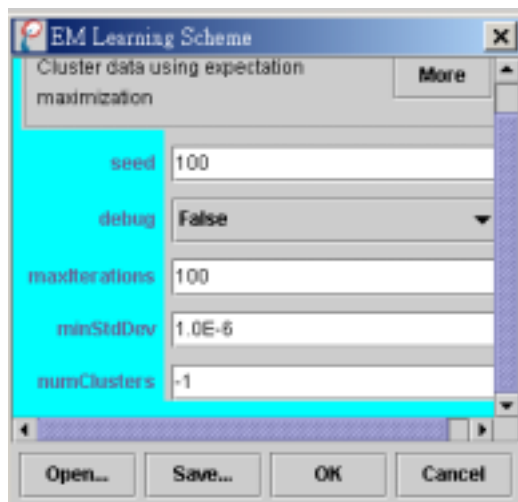 EM Learning Scheme
Cluster data using expectation
maximization
More
seed 100
debug False
maxIterations 100
minStdDev 1.0E-6
numClusters -1
Open... Save... OK Cancel